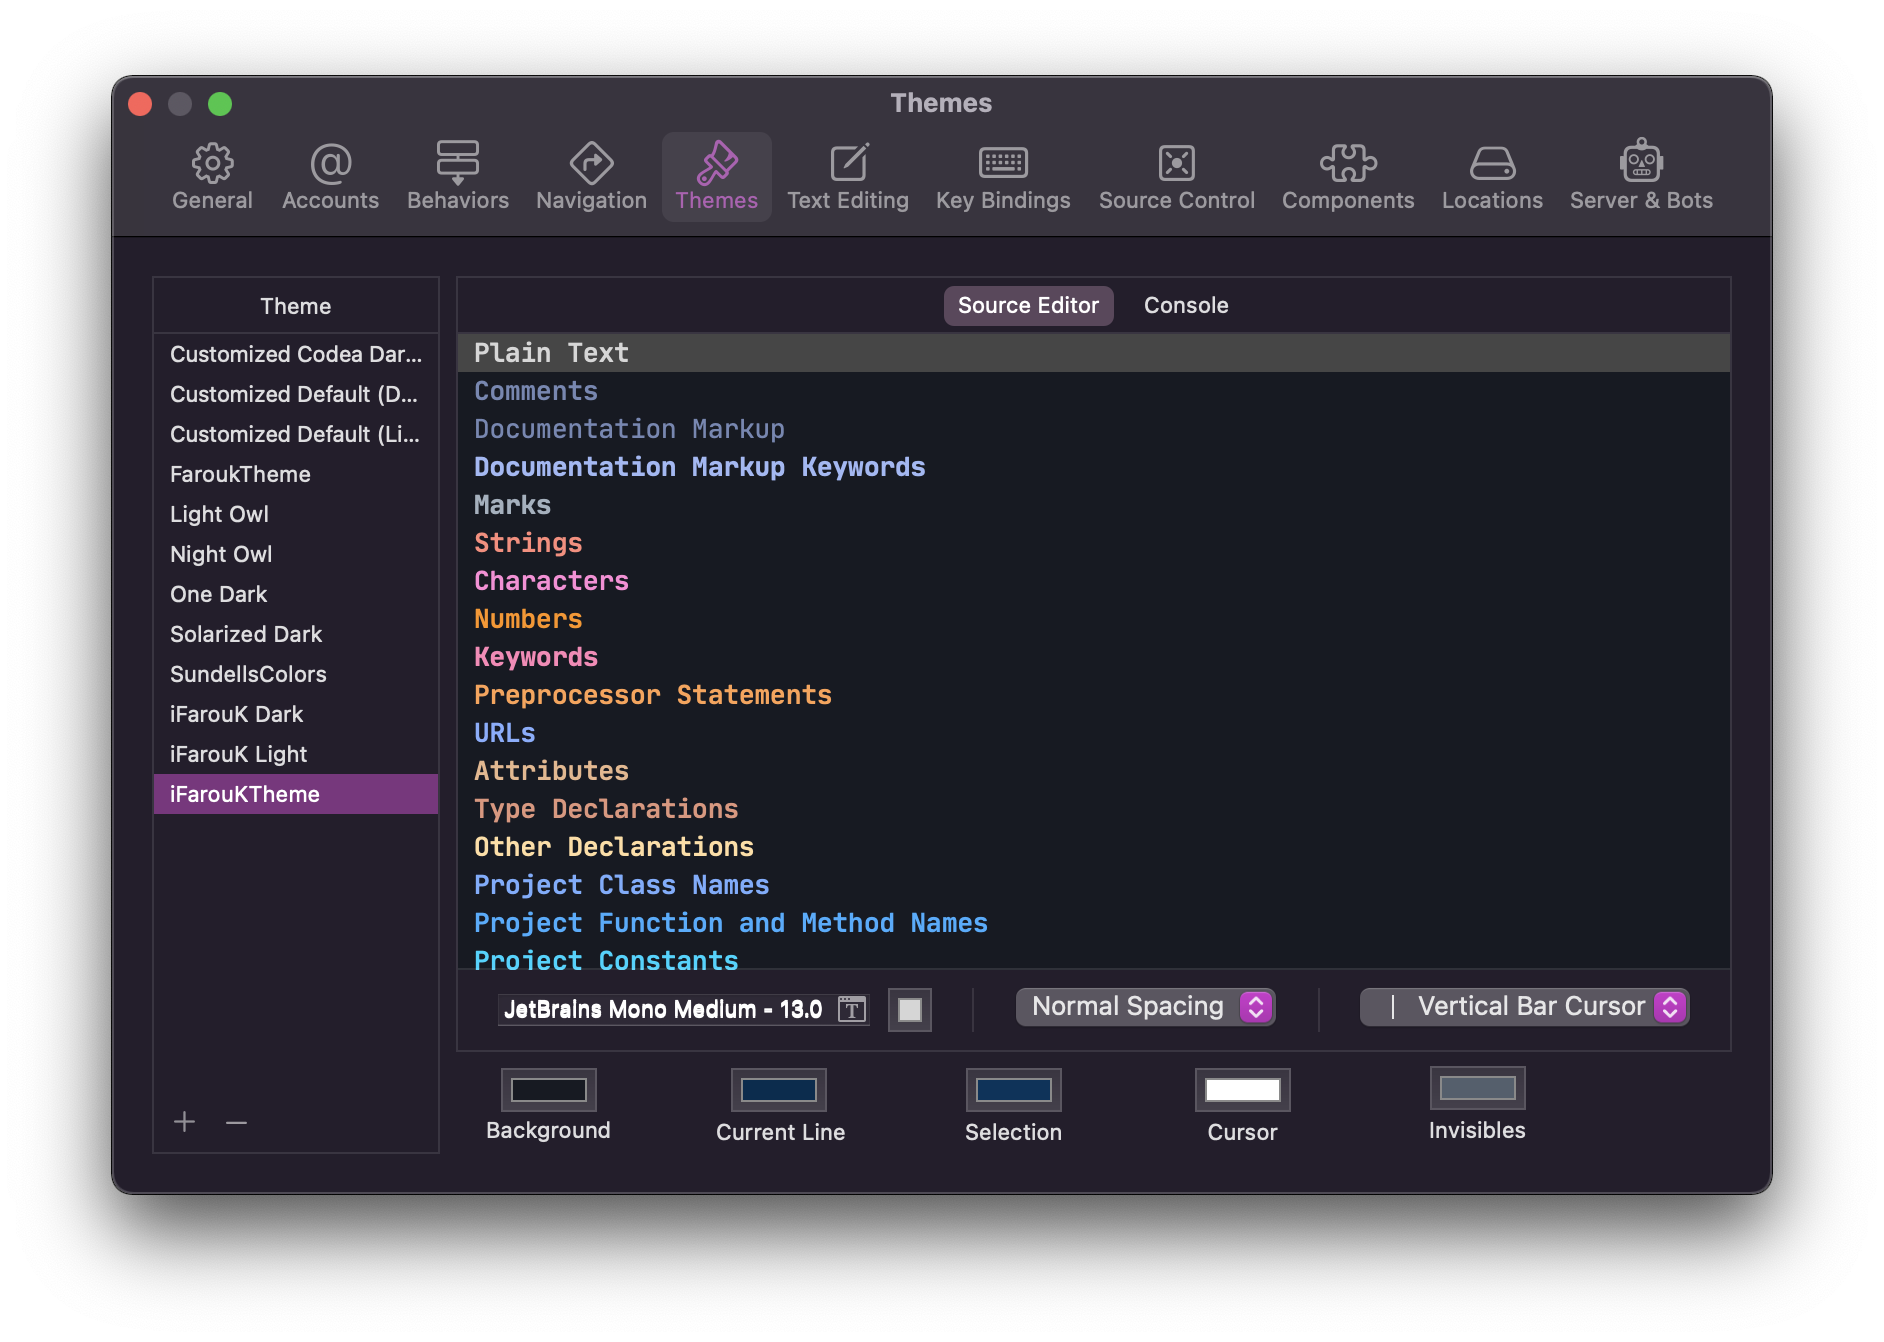 Themes
General
Accounts
Behaviors
Navigation
Themes
Text Editing
Key Bindings
Source Control
Components
Locations
Server & Bots
Theme
Customized Codea Dar...
Customized Default (D...
Customized Default (Li...
FaroukTheme
Light Owl
Night Owl
One Dark
Solarized Dark
SundellsColors
iFarouK Dark
iFarouK Light
iFarouKTheme
Source Editor
Console
Plain Text
Comments
Documentation Markup
Documentation Markup Keywords
Marks
Strings
Characters
Numbers
Keywords
Preprocessor Statements
URLs
Attributes
Type Declarations
Other Declarations
Project Class Names
Project Function and Method Names
Project Constants
JetBrains Mono Medium - 13.0
Normal Spacing
Vertical Bar Cursor
Background
Current Line
Selection
Cursor
Invisibles